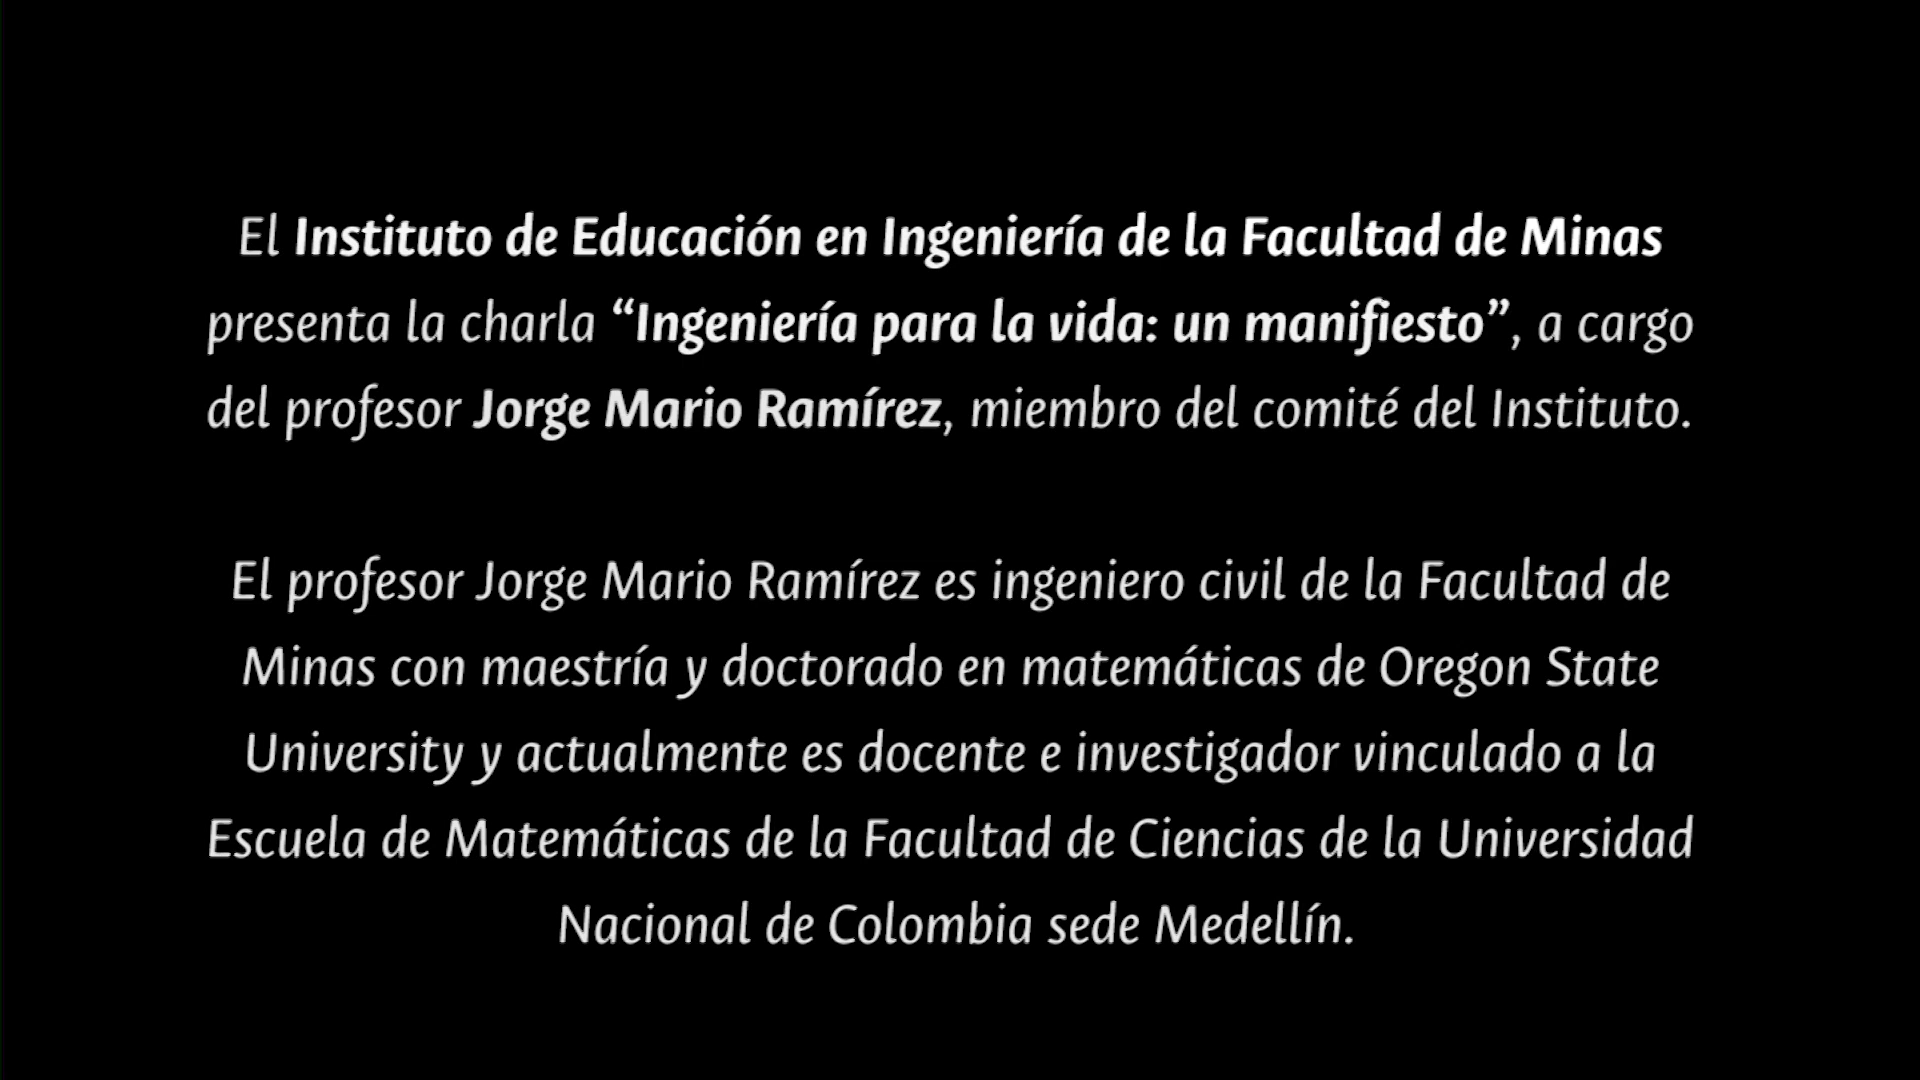 El Instituto de Educación en Ingeniería de la Facultad de Minas
presenta la charla “Ingeniería para la vida: un manifiesto”, a cargo
del profesor Jorge Mario Ramírez, miembro del comité del Instituto.
El profesor Jorge Mario Ramírez es ingeniero civil de la Facultad de
Minas con maestría y doctorado en matemáticas de Oregon State
University y actualmente es docente e investigador vinculado a la
Escuela de Matemáticas de la Facultad de Ciencias de la Universidad
Nacional de Colombia sede Medellín.